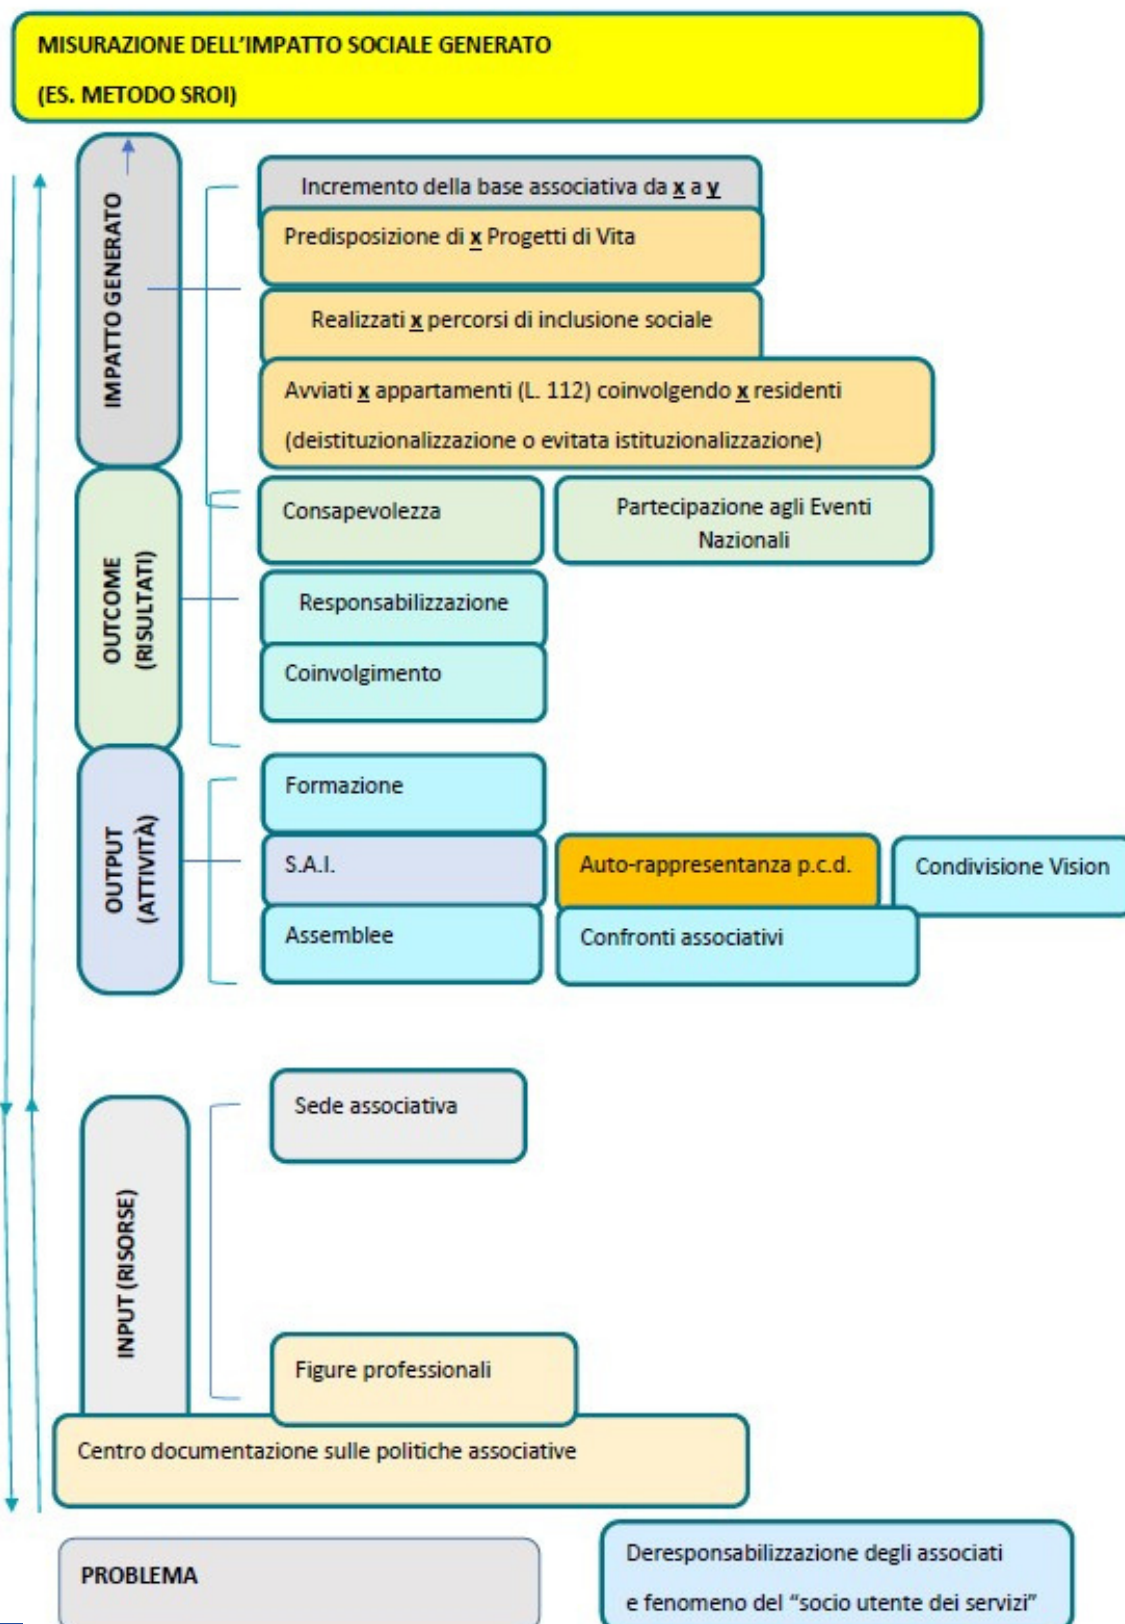 MISURAZIONE DELL'IMPATTO SOCIALE GENERATO
(ES. METODO SROI)
IMPATTO GENERATO
Incremento della base associativa da x a y
Predisposizione di x Progetti di Vita
Realizzati x percorsi di inclusione sociale
Avviati x appartamenti (L. 112) coinvolgendo x residenti
(deistituzionalizzazione o evitata istituzionalizzazione)
OUTCOME
(RISULTATI)
Consapevolezza
Partecipazione agli Eventi
Nazionali
Responsabilizzazione
Coinvolgimento
OUTPUT
(ATTIVITÀ)
Formazione
S.A.I.
Auto-rappresentanza p.c.d.
Condivisione Vision
Assemblee
Confronti associativi
INPUT (RISORSE)
Sede associativa
Figure professionali
Centro documentazione sulle politiche associative
PROBLEMA
Deresponsabilizzazione degli associati
e fenomeno del “socio utente dei servizi”